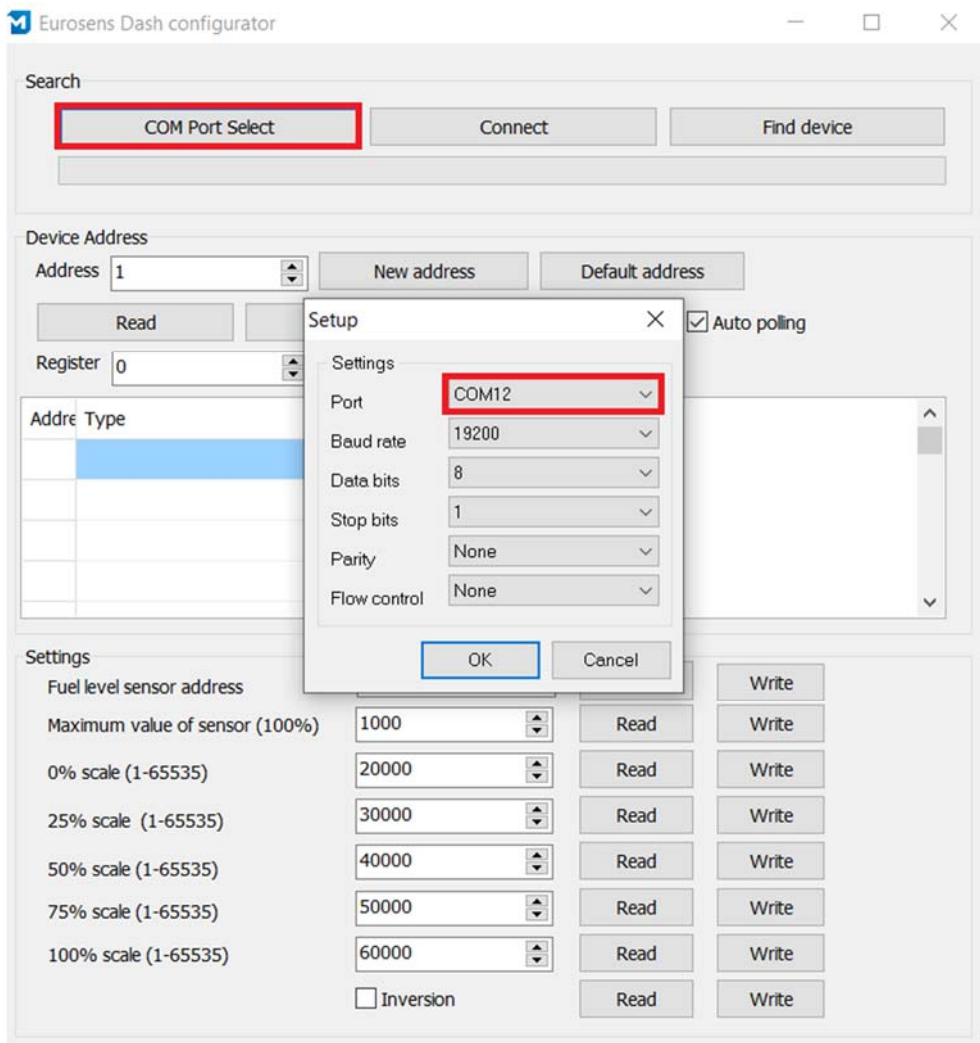 Eurosens Dash configurator
Search
COM Port Select Connect Find device
Device Address
Address 1 New address Default address
Read Auto polling
Register 0
Addre Type
Setup
Settings
Port COM12
Baud rate 19200
Data bits 8
Stop bits 1
Parity None
Flow control None
OK Cancel
Settings
Fuel level sensor address Write
Maximum value of sensor (100%) 1000 Read Write
0% scale (1-65535) 20000 Read Write
25% scale (1-65535) 30000 Read Write
50% scale (1-65535) 40000 Read Write
75% scale (1-65535) 50000 Read Write
100% scale (1-65535) 60000 Read Write
Inversion Read Write